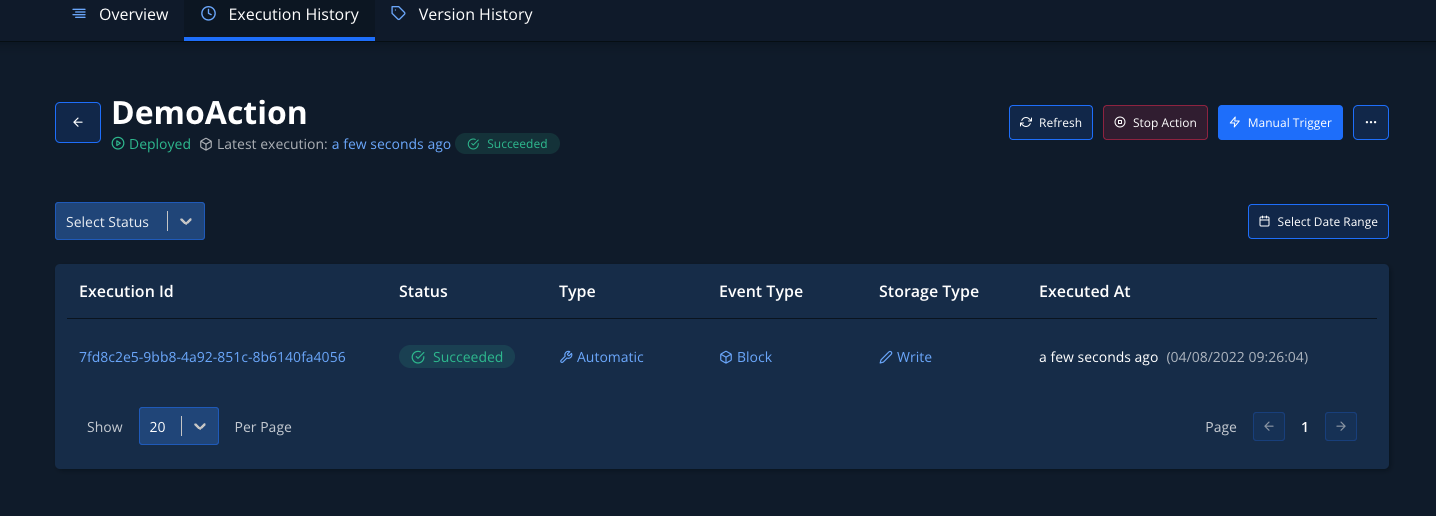 Overview Execution History Version History
DemoAction
Deployed Latest execution: a few seconds ago Succeeded
Refresh Stop Action Manual Trigger ...
Select Status Select Date Range
Execution Id Status Type Event Type Storage Type Executed At
7fd8c2e5-9bb8-4a92-851c-8b6140fa4056 Succeeded Automatic Block Write a few seconds ago (04/08/2022 09:26:04)
Show 20 Per Page Page 1